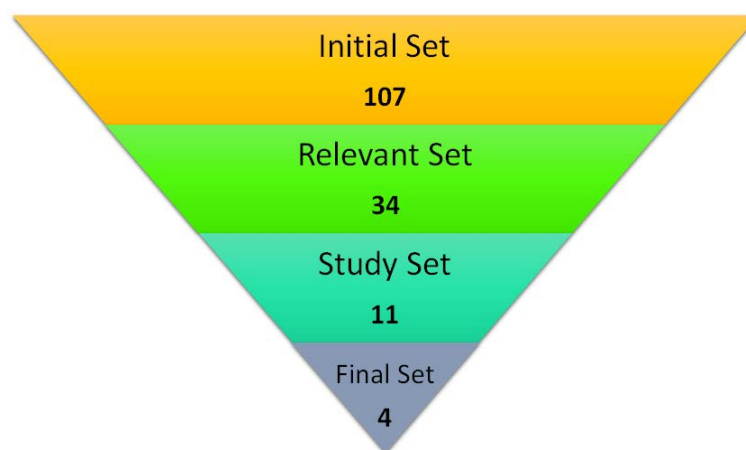 Initial Set
107
Relevant Set
34
Study Set
11
Final Set
4